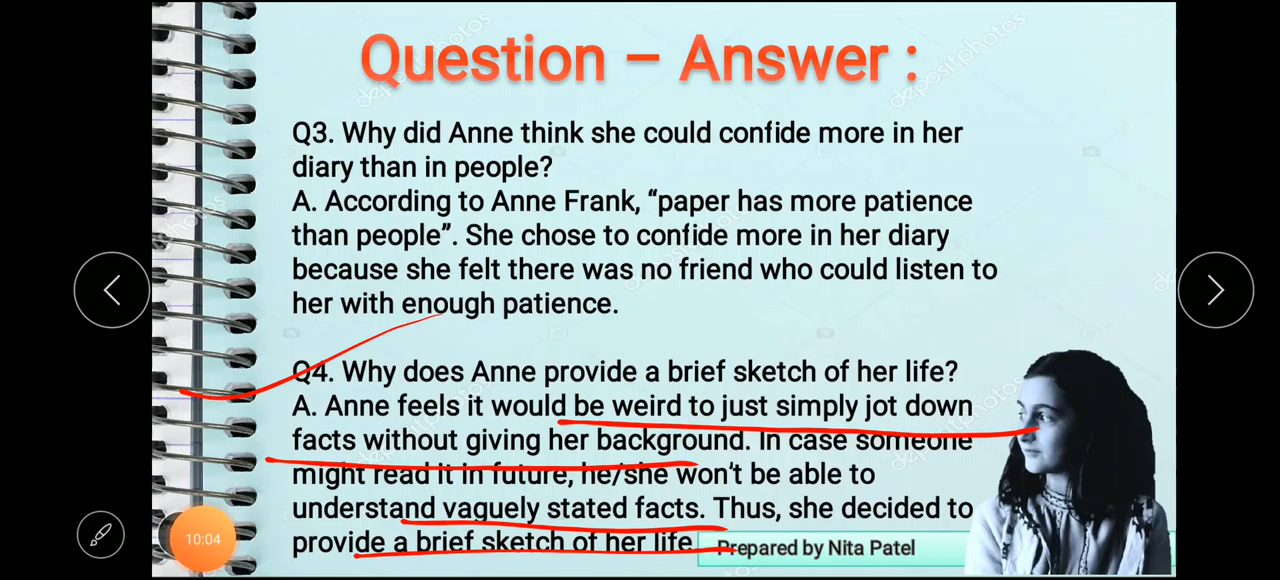 Question – Answer :
Q3. Why did Anne think she could confide more in her
diary than in people?
A. According to Anne Frank, “paper has more patience
than people”. She chose to confide more in her diary
because she felt there was no friend who could listen to
her with enough patience.
Q4. Why does Anne provide a brief sketch of her life?
A. Anne feels it would be weird to just simply jot down
facts without giving her background. In case someone
might read it in future, he/she won’t be able to
understand vaguely stated facts. Thus, she decided to
provide a brief sketch of her life
Prepared by Nita Patel
10:04
depositphotos
depositphotos